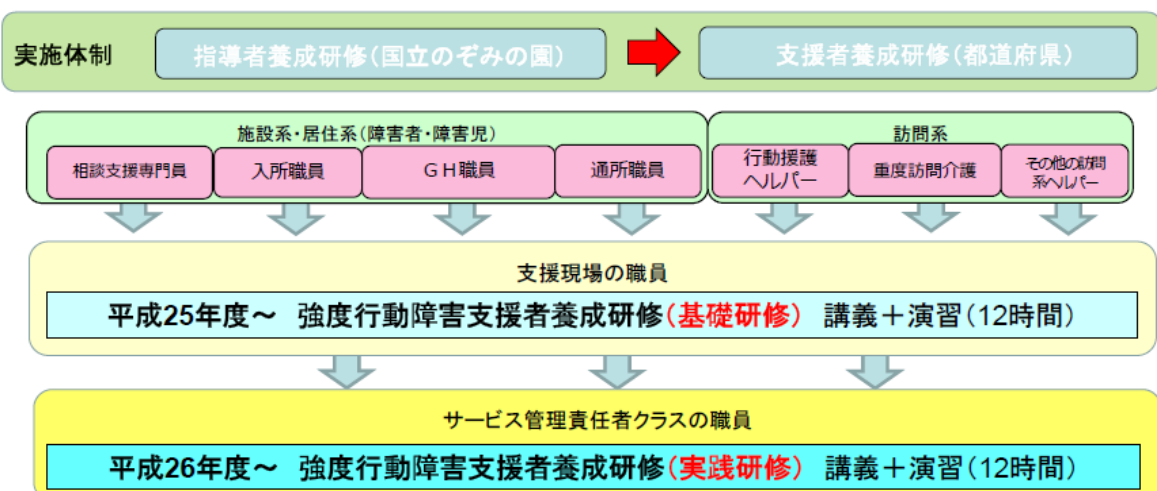 実施体制
指導者養成研修(国立のぞみの園)
支援者養成研修(都道府県)
施設系・居住系(障害者・障害児)
訪問系
相談支援専門員
入所職員
GH職員
通所職員
行動援護
ヘルパー
重度訪問介護
その他の訪問
系ヘルパー
支援現場の職員
平成25年度～ 強度行動障害支援者養成研修(基礎研修) 講義＋演習(12時間)
サービス管理責任者クラスの職員
平成26年度～ 強度行動障害支援者養成研修(実践研修) 講義＋演習(12時間)